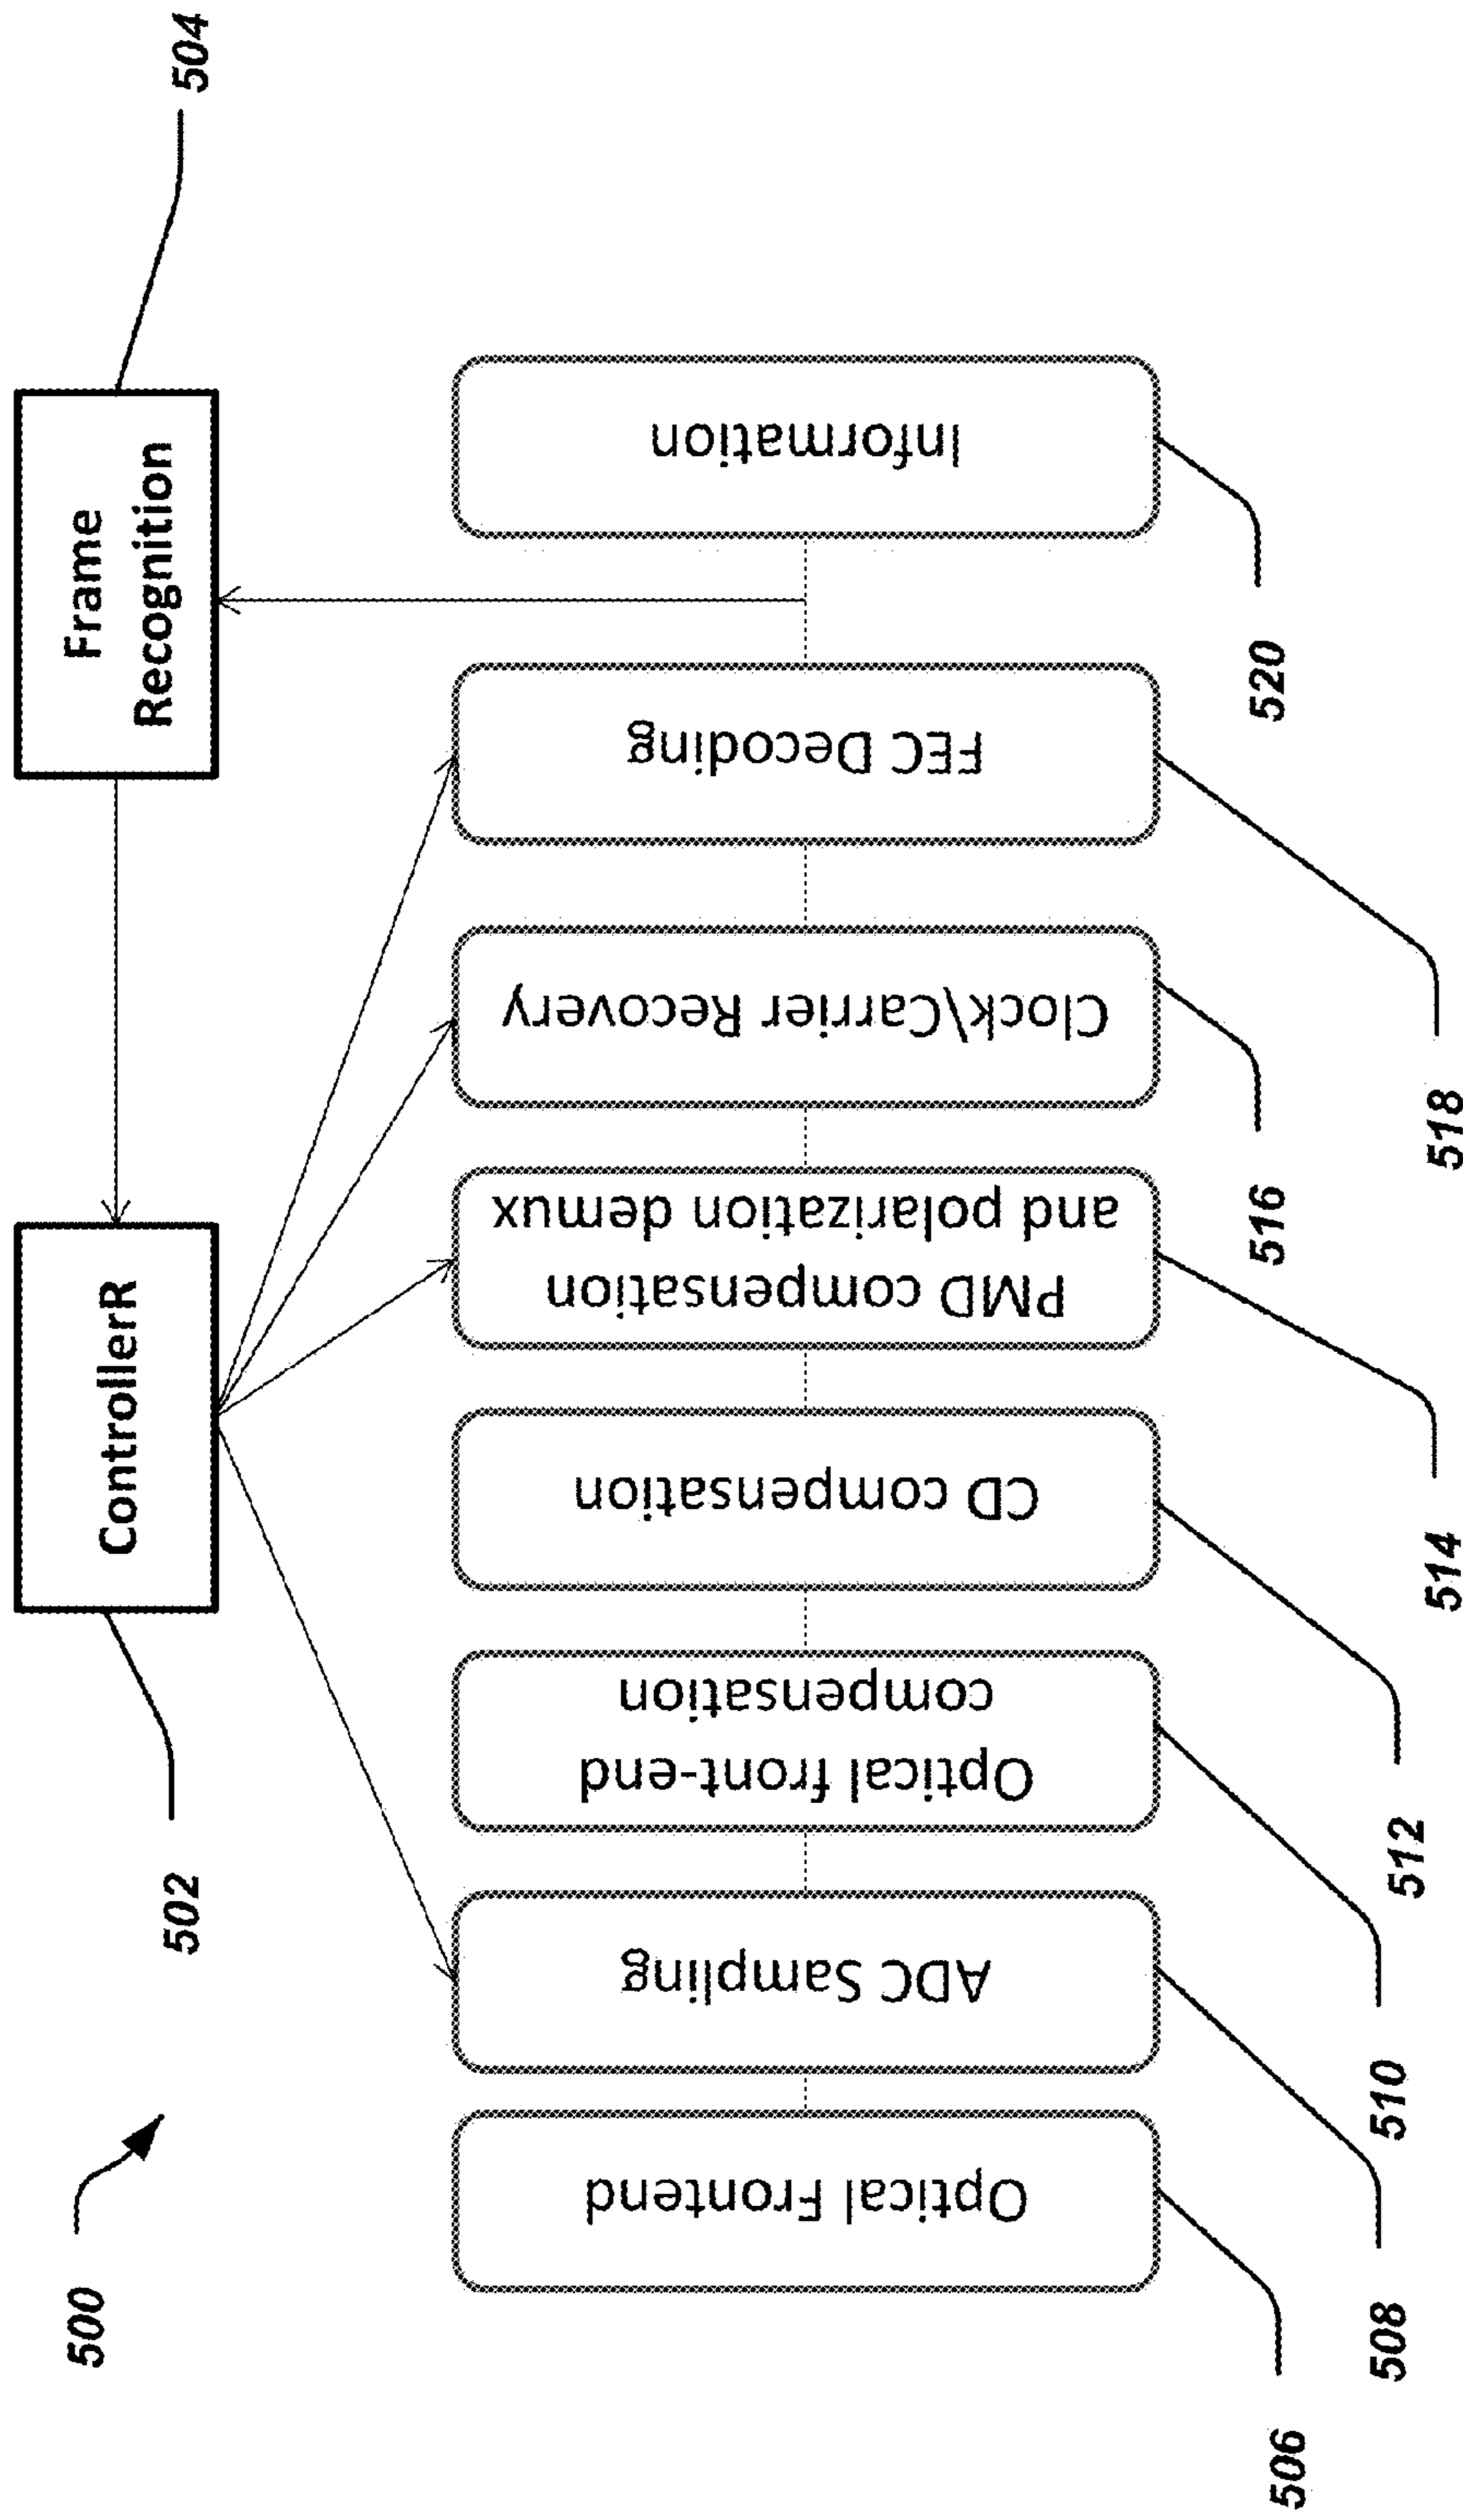 500
502
ControllerR
Frame
Recognition
504
Optical Frontend
ADC Sampling
Optical front-end
compensation
CD compensation
PMD compensation
and polarization demux
Clock\Carrier Recovery
FEC Decoding
Information
506
508
510
512
514
516
518
520